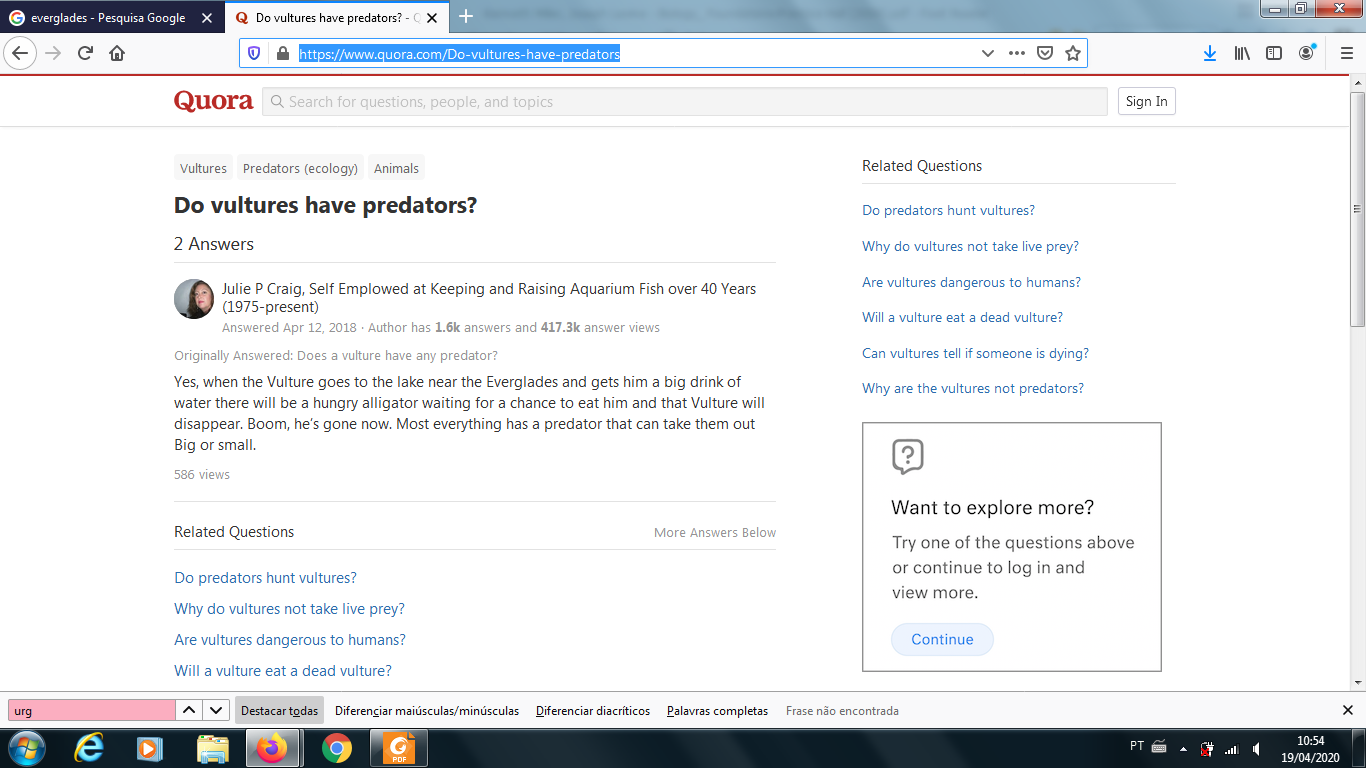 everglades - Pesquisa Google
Do vultures have predators? - Q
https://www.quora.com/Do-vultures-have-predators
Quora
Search for questions, people, and topics
Sign In
Vultures
Predators (ecology)
Animals
Do vultures have predators?
2 Answers
Julie P Craig, Self Emplowed at Keeping and Raising Aquarium Fish over 40 Years
(1975-present)
Answered Apr 12, 2018 · Author has 1.6k answers and 417.3k answer views
Originally Answered: Does a vulture have any predator?
Yes, when the Vulture goes to the lake near the Everglades and gets him a big drink of
water there will be a hungry alligator waiting for a chance to eat him and that Vulture will
disappear. Boom, he's gone now. Most everything has a predator that can take them out
Big or small.
586 views
Related Questions
More Answers Below
Do predators hunt vultures?
Why do vultures not take live prey?
Are vultures dangerous to humans?
Will a vulture eat a dead vulture?
Related Questions
Do predators hunt vultures?
Why do vultures not take live prey?
Are vultures dangerous to humans?
Will a vulture eat a dead vulture?
Can vultures tell if someone is dying?
Why are the vultures not predators?
Want to explore more?
Try one of the questions above
or continue to log in and
view more.
Continue
urg
Destacar todas
Diferenciar maiúsculas/minúsculas
Diferenciar diacríticos
Palavras completas
Frase não encontrada
PDF
PT
10:54
19/04/2020